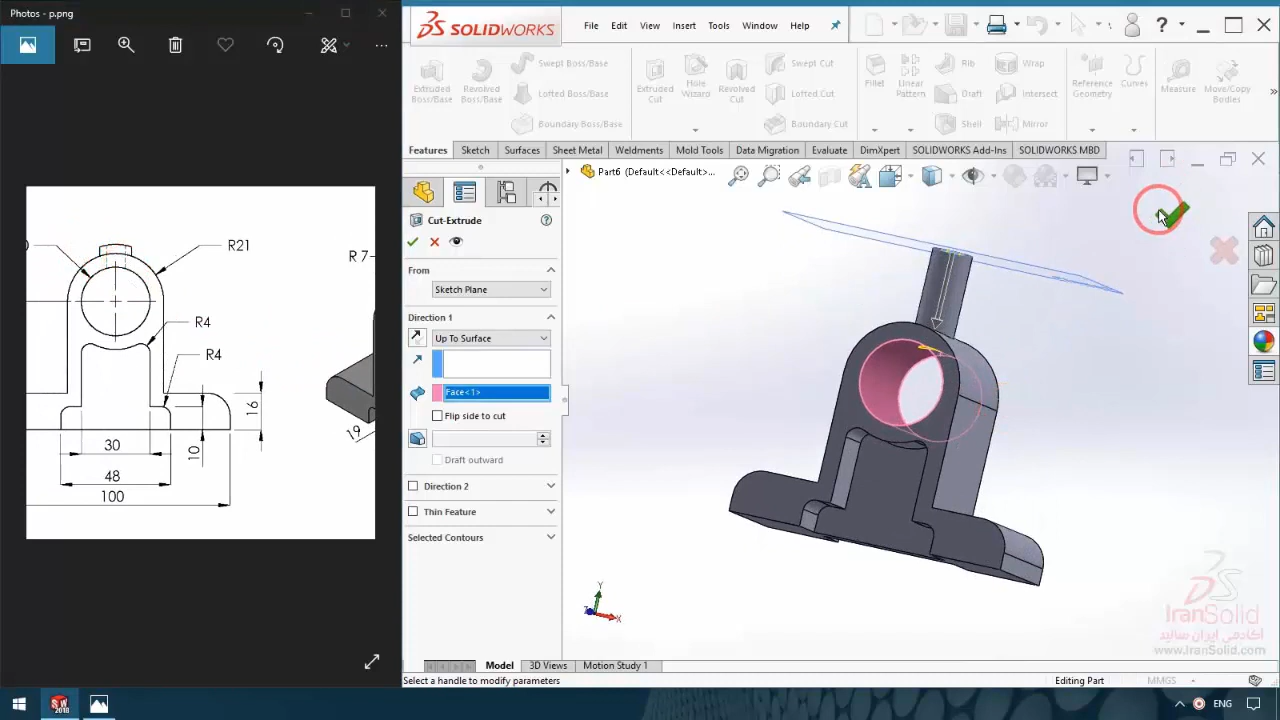 Photos - p.png
R21
R 7
R4
R4
16
10
19
30
48
100
SOLIDWORKS
File Edit View Insert Tools Window Help
Extruded Boss/Base
Revolved Boss/Base
Swept Boss/Base
Lofted Boss/Base
Boundary Boss/Base
Extruded Cut
Hole Wizard
Revolved Cut
Swept Cut
Lofted Cut
Boundary Cut
Fillet
Linear Pattern
Rib
Draft
Shell
Wrap
Intersect
Mirror
Reference Geometry
Curves
Measure
Move/Copy Bodies
Features Sketch Surfaces Sheet Metal Weldments Mold Tools Data Migration Evaluate DimXpert SOLIDWORKS Add-Ins SOLIDWORKS MBD
Part6 (Default<<Default>...
Cut-Extrude
From
Sketch Plane
Direction 1
Up To Surface
Face<1>
Flip side to cut
Draft outward
Direction 2
Thin Feature
Selected Contours
Y
X
Z
IranSolid
آکادمی ایران سالید
www.IranSolid.com
Model 3D Views Motion Study 1
Select a handle to modify parameters
Editing Part
MMGS
SW
2018
ENG